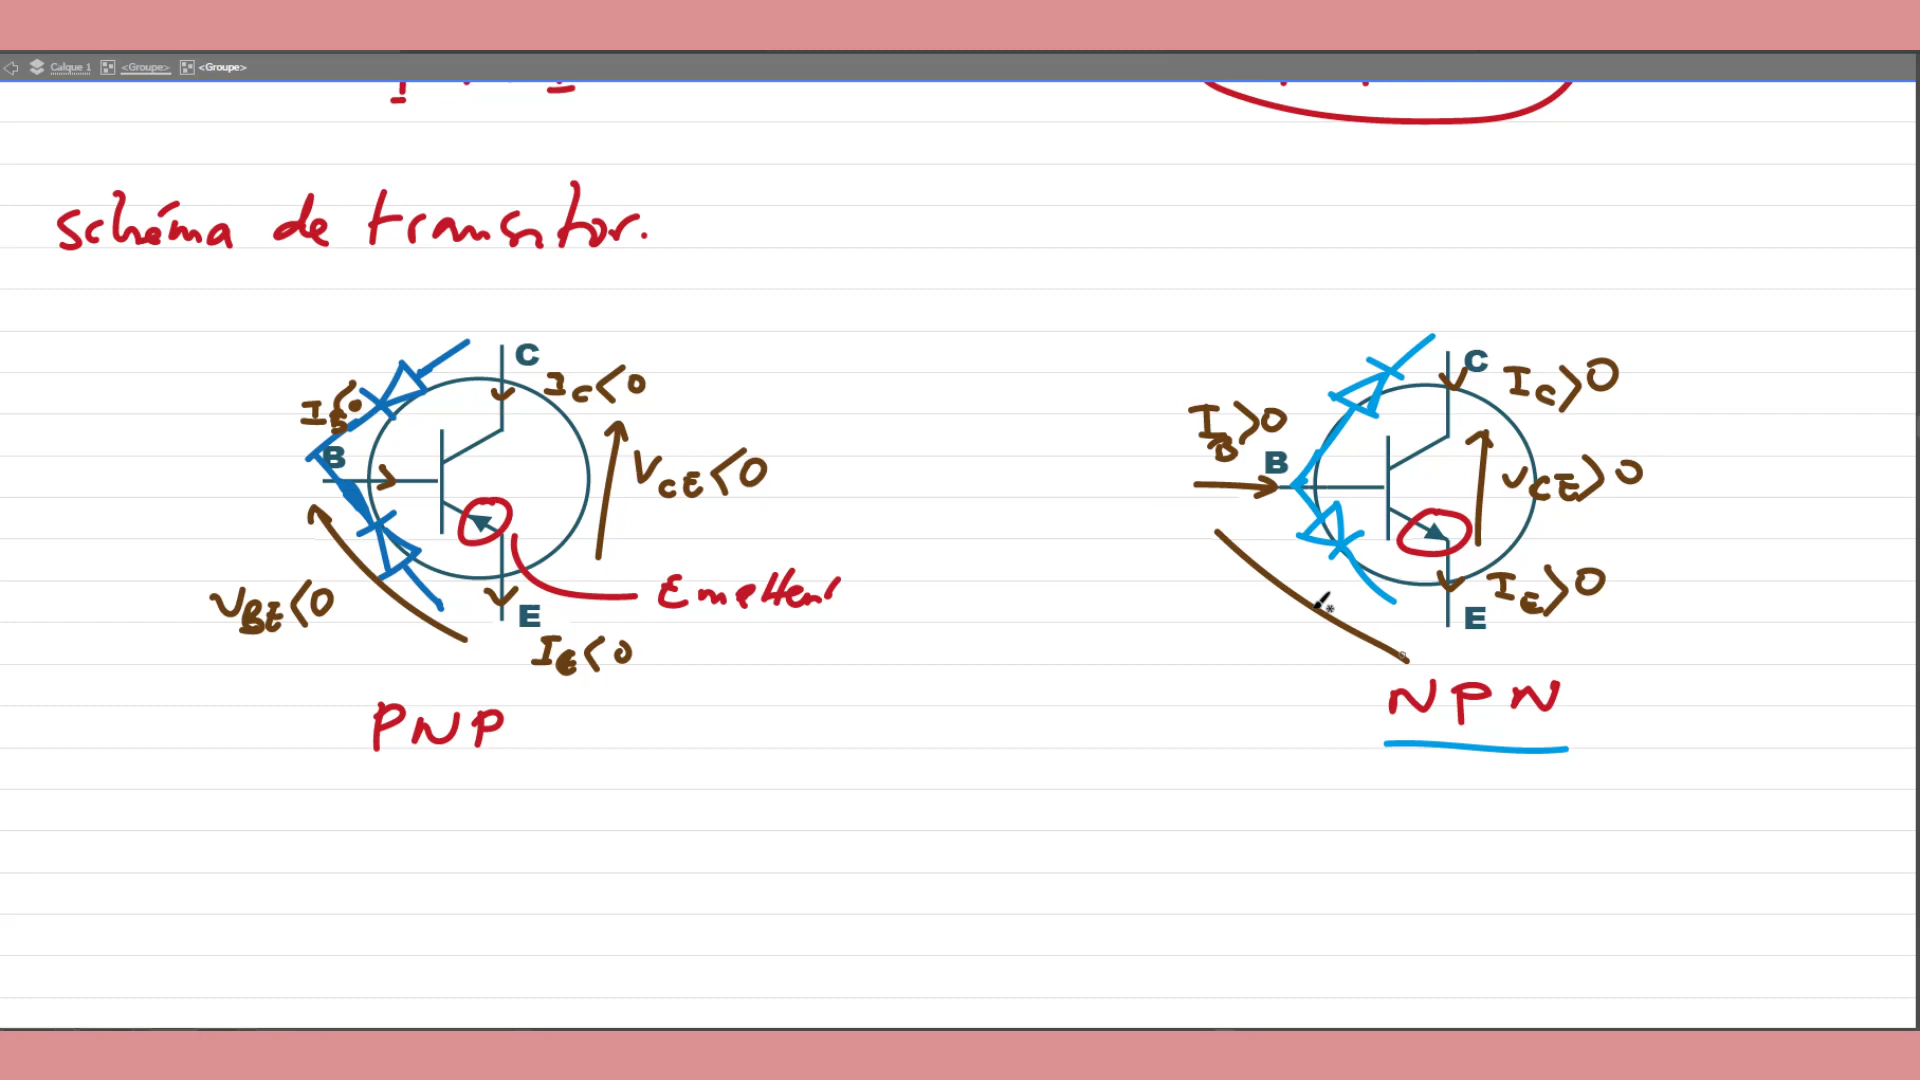 Calque 1 <Groupe> <Groupe>
schéma de transitor.
C
IC<0
IB<0
B
VCE<0
VBE<0
Emetteur
E
IE<0
PNP
C
IC>0
IB>0
B
VCE>0
IE>0
E
NPN